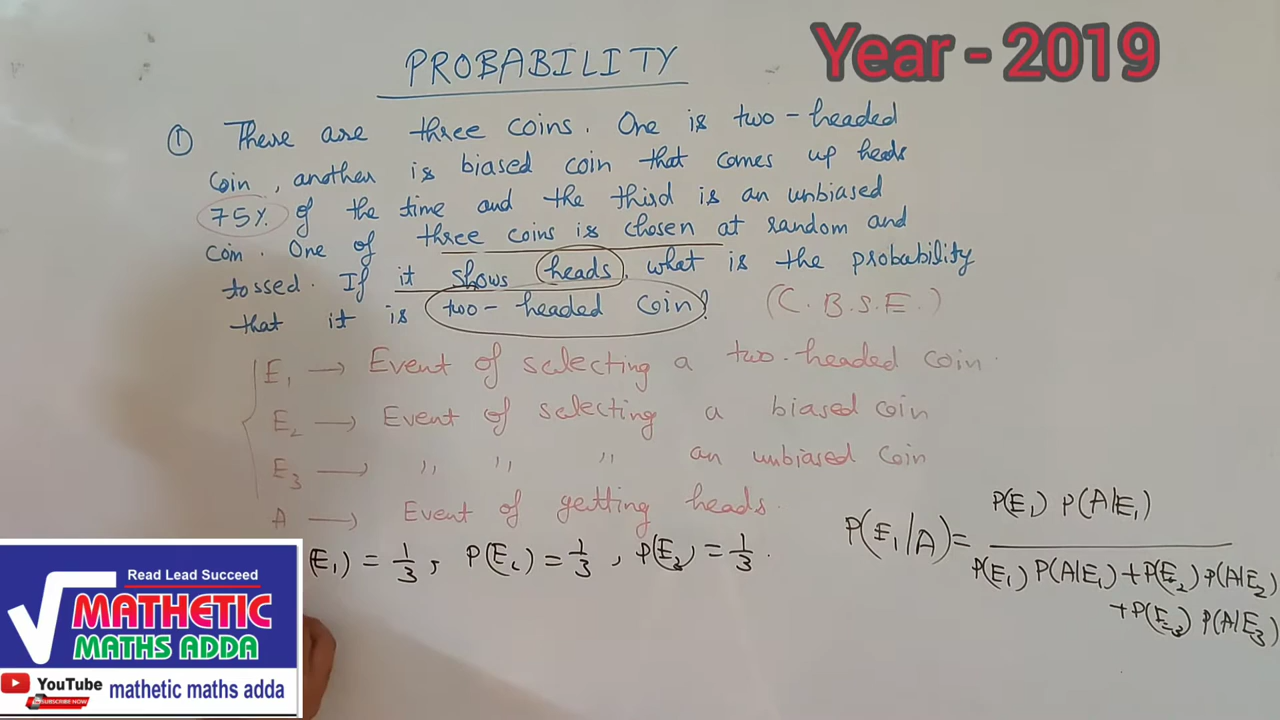 Year - 2019
PROBABILITY
① There are three coins. One is two-headed
coin, another is biased coin that comes up heads
75% of the time and the third is an unbiased
coin. One of three coins is chosen at random and
tossed. If it shows heads, what is the probability
that it is two-headed coin? (C.B.S.E.)
E₁ → Event of selecting a two-headed coin.
E₂ → Event of selecting a biased coin
E₃ → ,, ,, ,, an unbiased coin
A → Event of getting heads.
(E₁) = 1/3, P(E₂) = 1/3, P(E₃) = 1/3.
P(E₁/A) = P(E₁) P(A|E₁) / P(E₁) P(A|E₁) + P(E₂) P(A|E₂)
+ P(E₃) P(A|E₃)
Read Lead Succeed
MATHETIC
MATHS ADDA
YouTube mathetic maths adda
SUBSCRIBE NOW